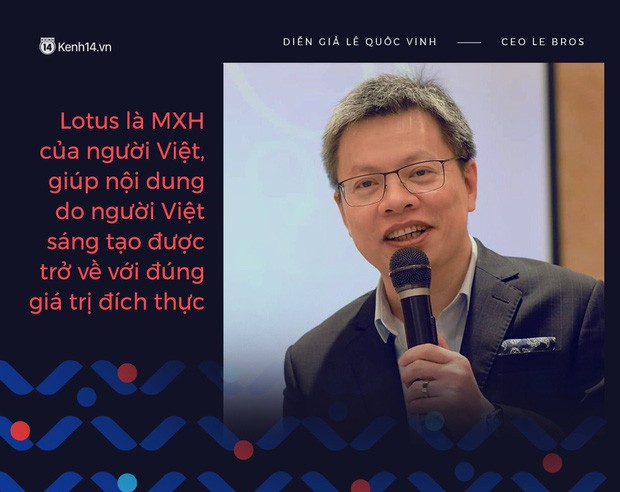 14 Kenh14.vn
DIỄN GIẢ LÊ QUỐC VINH — CEO LE BROS
Lotus là MXH
của người Việt,
giúp nội dung
do người Việt
sáng tạo được
trở về với đúng
giá trị đích thực